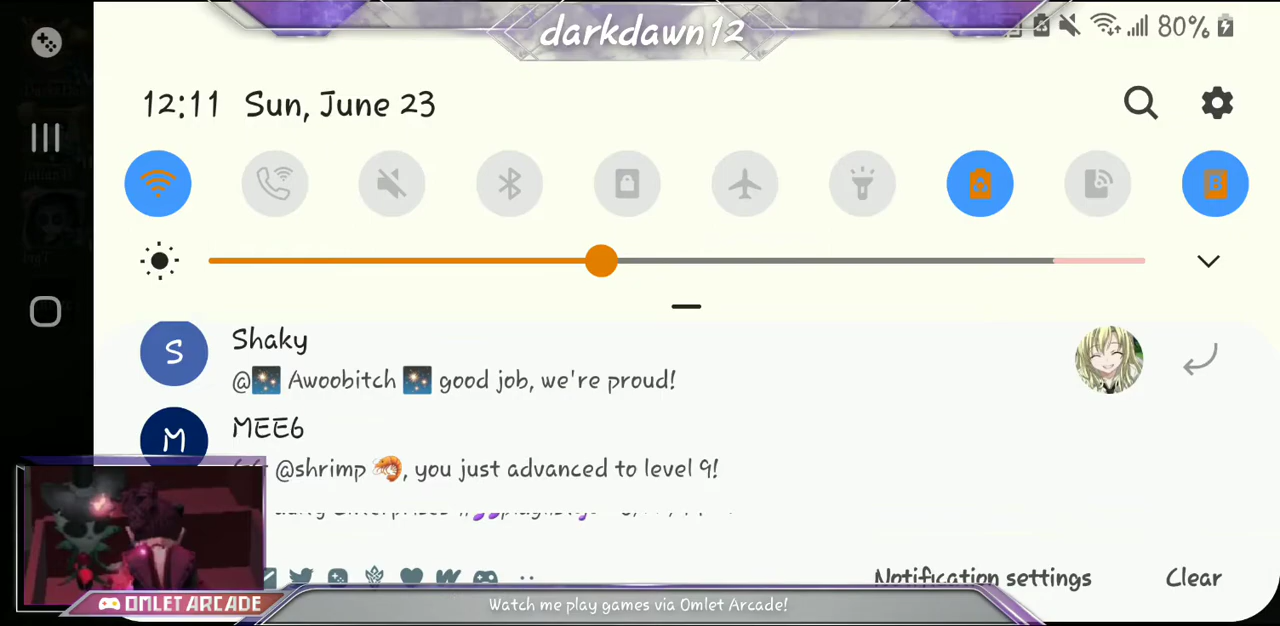 darkdawn12
80%
12:11 Sun, June 23
S
Shaky
@ Awoobitch good job, we're proud!
M
MEE6
@shrimp , you just advanced to level 9!
Notification settings
Clear
OMLET ARCADE
Watch me play games via Omlet Arcade!